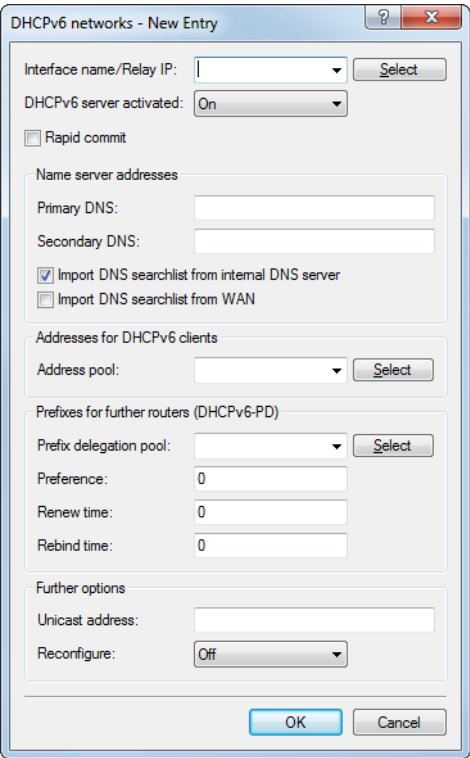 DHCPv6 networks - New Entry
?
Interface name/Relay IP: Select
DHCPv6 server activated: On
Rapid commit
Name server addresses
Primary DNS:
Secondary DNS:
Import DNS searchlist from internal DNS server
Import DNS searchlist from WAN
Addresses for DHCPv6 clients
Address pool: Select
Prefixes for further routers (DHCPv6-PD)
Prefix delegation pool: Select
Preference: 0
Renew time: 0
Rebind time: 0
Further options
Unicast address:
Reconfigure: Off
OK Cancel